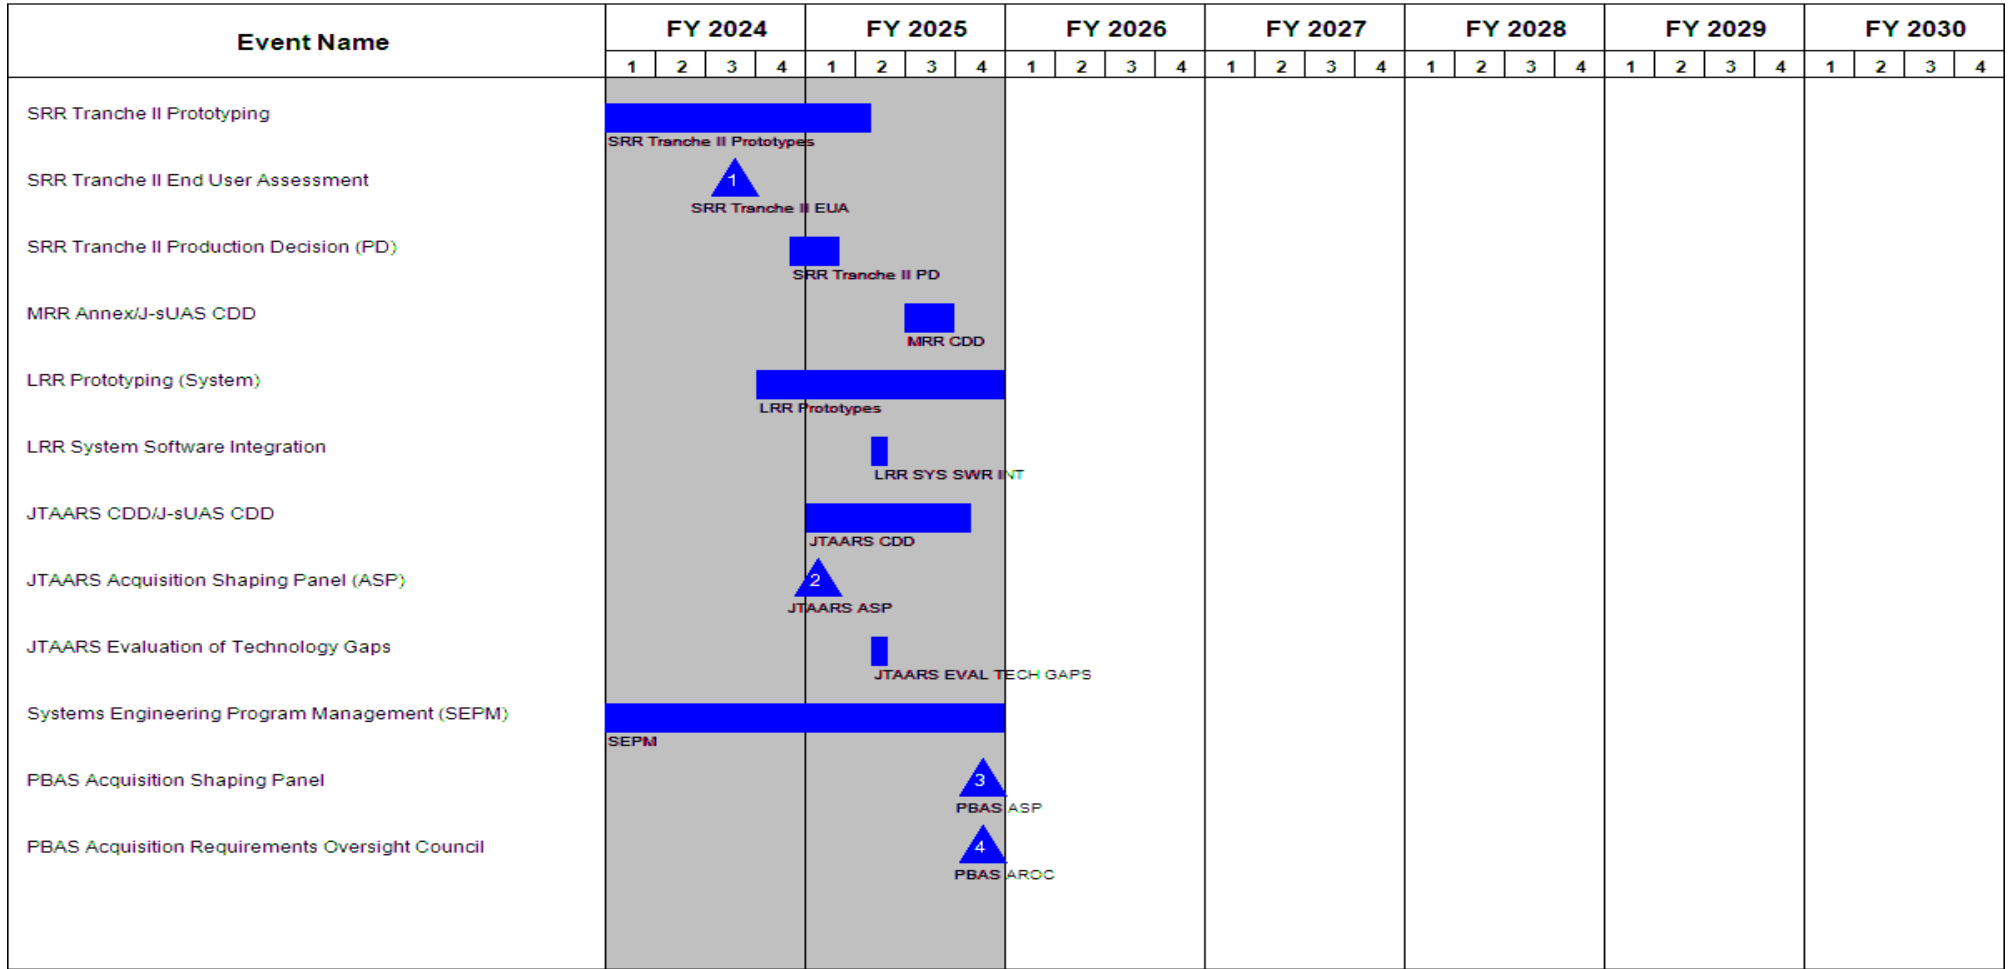 Event Name
FY 2024 FY 2025 FY 2026 FY 2027 FY 2028 FY 2029 FY 2030
1 2 3 4 1 2 3 4 1 2 3 4 1 2 3 4 1 2 3 4 1 2 3 4 1 2 3 4
SRR Tranche II Prototyping
SRR Tranche II Prototypes
SRR Tranche II End User Assessment
1
SRR Tranche II EUA
SRR Tranche II Production Decision (PD)
SRR Tranche II PD
MRR Annex/J-sUAS CDD
MRR CDD
LRR Prototyping (System)
LRR Prototypes
LRR System Software Integration
LRR SYS SWR INT
JTAARS CDD/J-sUAS CDD
JTAARS CDD
JTAARS Acquisition Shaping Panel (ASP)
2
JTAARS ASP
JTAARS Evaluation of Technology Gaps
JTAARS EVAL TECH GAPS
Systems Engineering Program Management (SEPM)
SEPM
PBAS Acquisition Shaping Panel
3
PBAS ASP
PBAS Acquisition Requirements Oversight Council
4
PBAS AROC